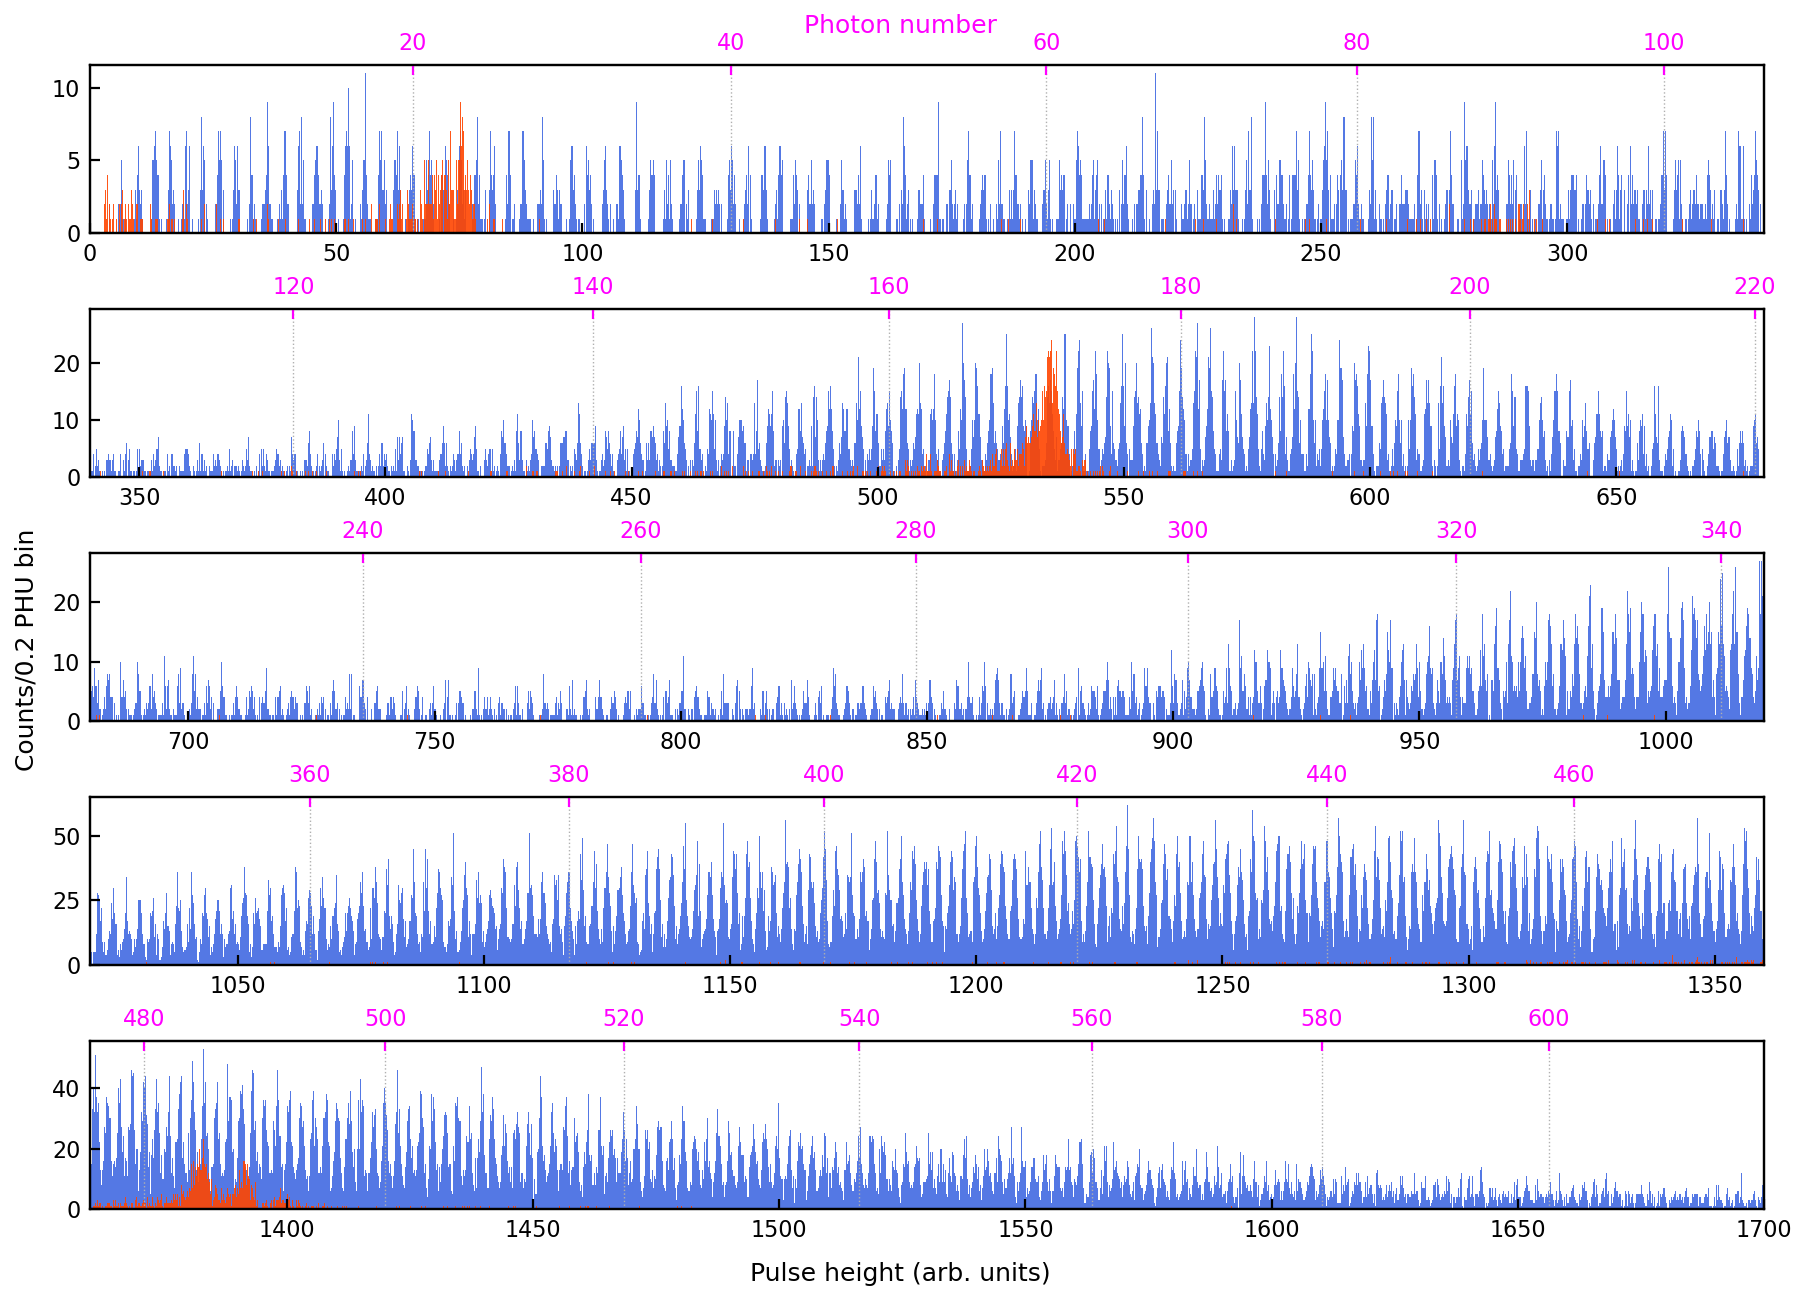 Photon number
20 40 60 80 100
10
5
0
0 50 100 150 200 250 300
120 140 160 180 200 220
20
10
0
350 400 450 500 550 600 650
240 260 280 300 320 340
20
10
0
700 750 800 850 900 950 1000
360 380 400 420 440 460
50
25
0
1050 1100 1150 1200 1250 1300 1350
480 500 520 540 560 580 600
40
20
0
1400 1450 1500 1550 1600 1650 1700
Counts/0.2 PHU bin
Pulse height (arb. units)